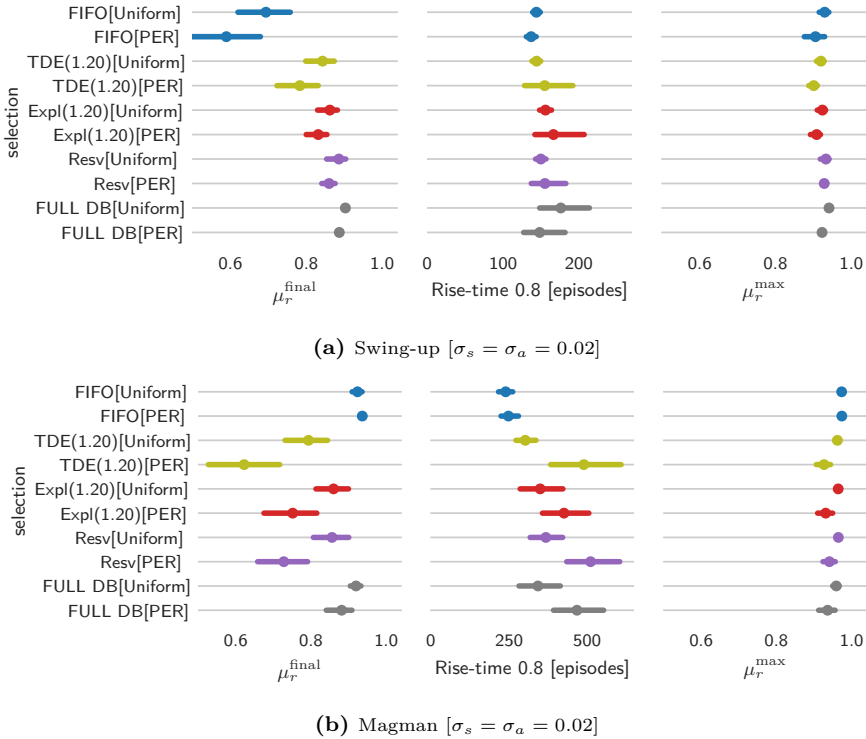 FIFO[Uniform]
FIFO[PER]
TDE(1.20)[Uniform]
TDE(1.20)[PER]
Expl(1.20)[Uniform]
Expl(1.20)[PER]
Resv[Uniform]
Resv[PER]
FULL DB[Uniform]
FULL DB[PER]
selection
0.6 0.8 1.0 0 100 200 0.6 0.8 1.0
μ_r^final Rise-time 0.8 [episodes] μ_r^max
(a) Swing-up [σ_s = σ_a = 0.02]
FIFO[Uniform]
FIFO[PER]
TDE(1.20)[Uniform]
TDE(1.20)[PER]
Expl(1.20)[Uniform]
Expl(1.20)[PER]
Resv[Uniform]
Resv[PER]
FULL DB[Uniform]
FULL DB[PER]
selection
0.6 0.8 1.0 0 250 500 0.6 0.8 1.0
μ_r^final Rise-time 0.8 [episodes] μ_r^max
(b) Magman [σ_s = σ_a = 0.02]